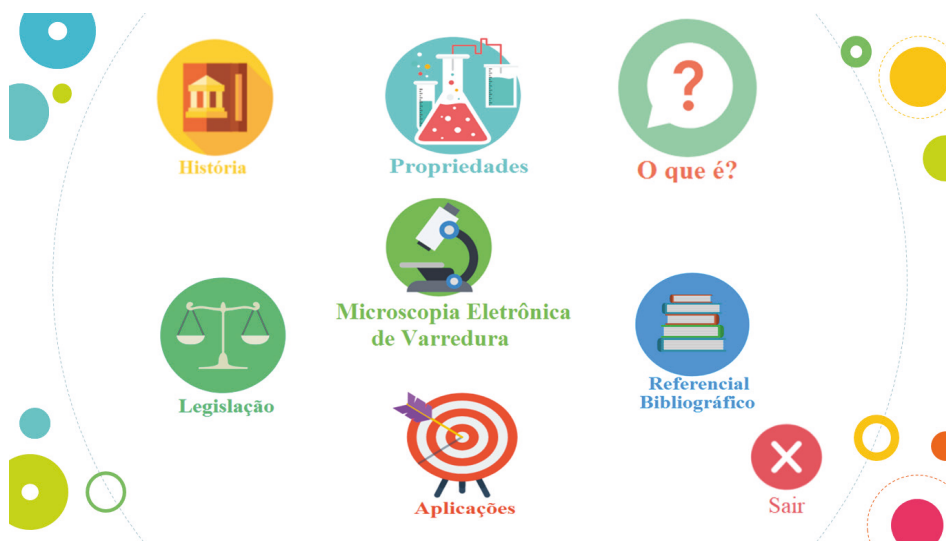 História
Propriedades
O que é?
Microscopia Eletrônica
de Varredura
Legislação
Referencial
Bibliográfico
Aplicações
Sair